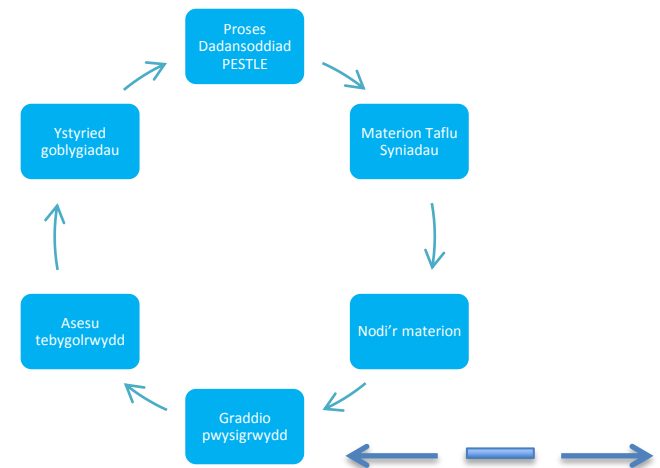 Proses
Dadansoddiad
PESTLE
Materion Taflu
Syniadau
Nodi’r materion
Graddio
pwysigrwydd
Asesu
tebygolrwydd
Ystyried
goblygiadau